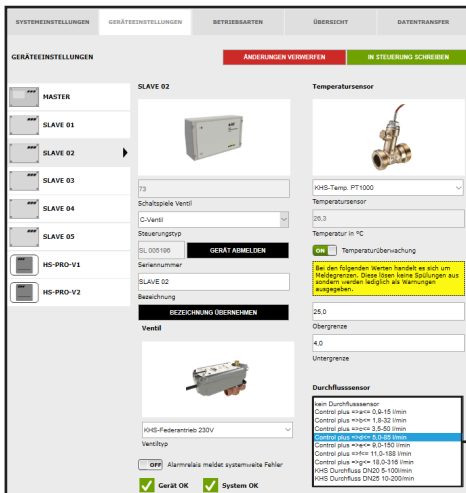 SYSTEMEINSTELLUNGEN
GERÄTEEINSTELLUNGEN
BETRIEBSARTEN
ÜBERSICHT
DATENTRANSFER
GERÄTEEINSTELLUNGEN
ÄNDERUNGEN VERWERFEN
IN STEUERUNG SCHREIBEN
MASTER
SLAVE 01
SLAVE 02
SLAVE 03
SLAVE 04
SLAVE 05
HS-PRO-V1
HS-PRO-V2
SLAVE 02
73
Schaltspiele Ventil
C-Ventil
Steuerungstyp
SL 005196
GERÄT ABMELDEN
Seriennummer
SLAVE 02
Bezeichnung
BEZEICHNUNG ÜBERNEHMEN
Ventil
KHS-Federantrieb 230V
Ventiltyp
OFF Alarmrelais meldet systemweite Fehler
Gerät OK
System OK
Temperatursensor
KHS-Temp. PT1000
Temperatursensor
26,3
Temperatur in °C
ON Temperaturüberwachung
Bei den folgenden Werten handelt es sich um
Meldegrenzen. Diese lösen keine Spülungen aus
sondern werden lediglich als Warnungen
ausgegeben.
25,0
Obergrenze
4,0
Untergrenze
Durchflusssensor
kein Durchflusssensor
Control plus =>a<= 0,9-15 l/min
Control plus =>b<= 1,8-32 l/min
Control plus =>c<= 3,5-50 l/min
Control plus =>d<= 5,0-85 l/min
Control plus =>e<= 9,0-150 l/min
Control plus =>f<= 11,0-188 l/min
Control plus =>g<= 18,0-316 l/min
KHS Durchfluss DN20 5-100l/min
KHS Durchfluss DN25 10-200l/min